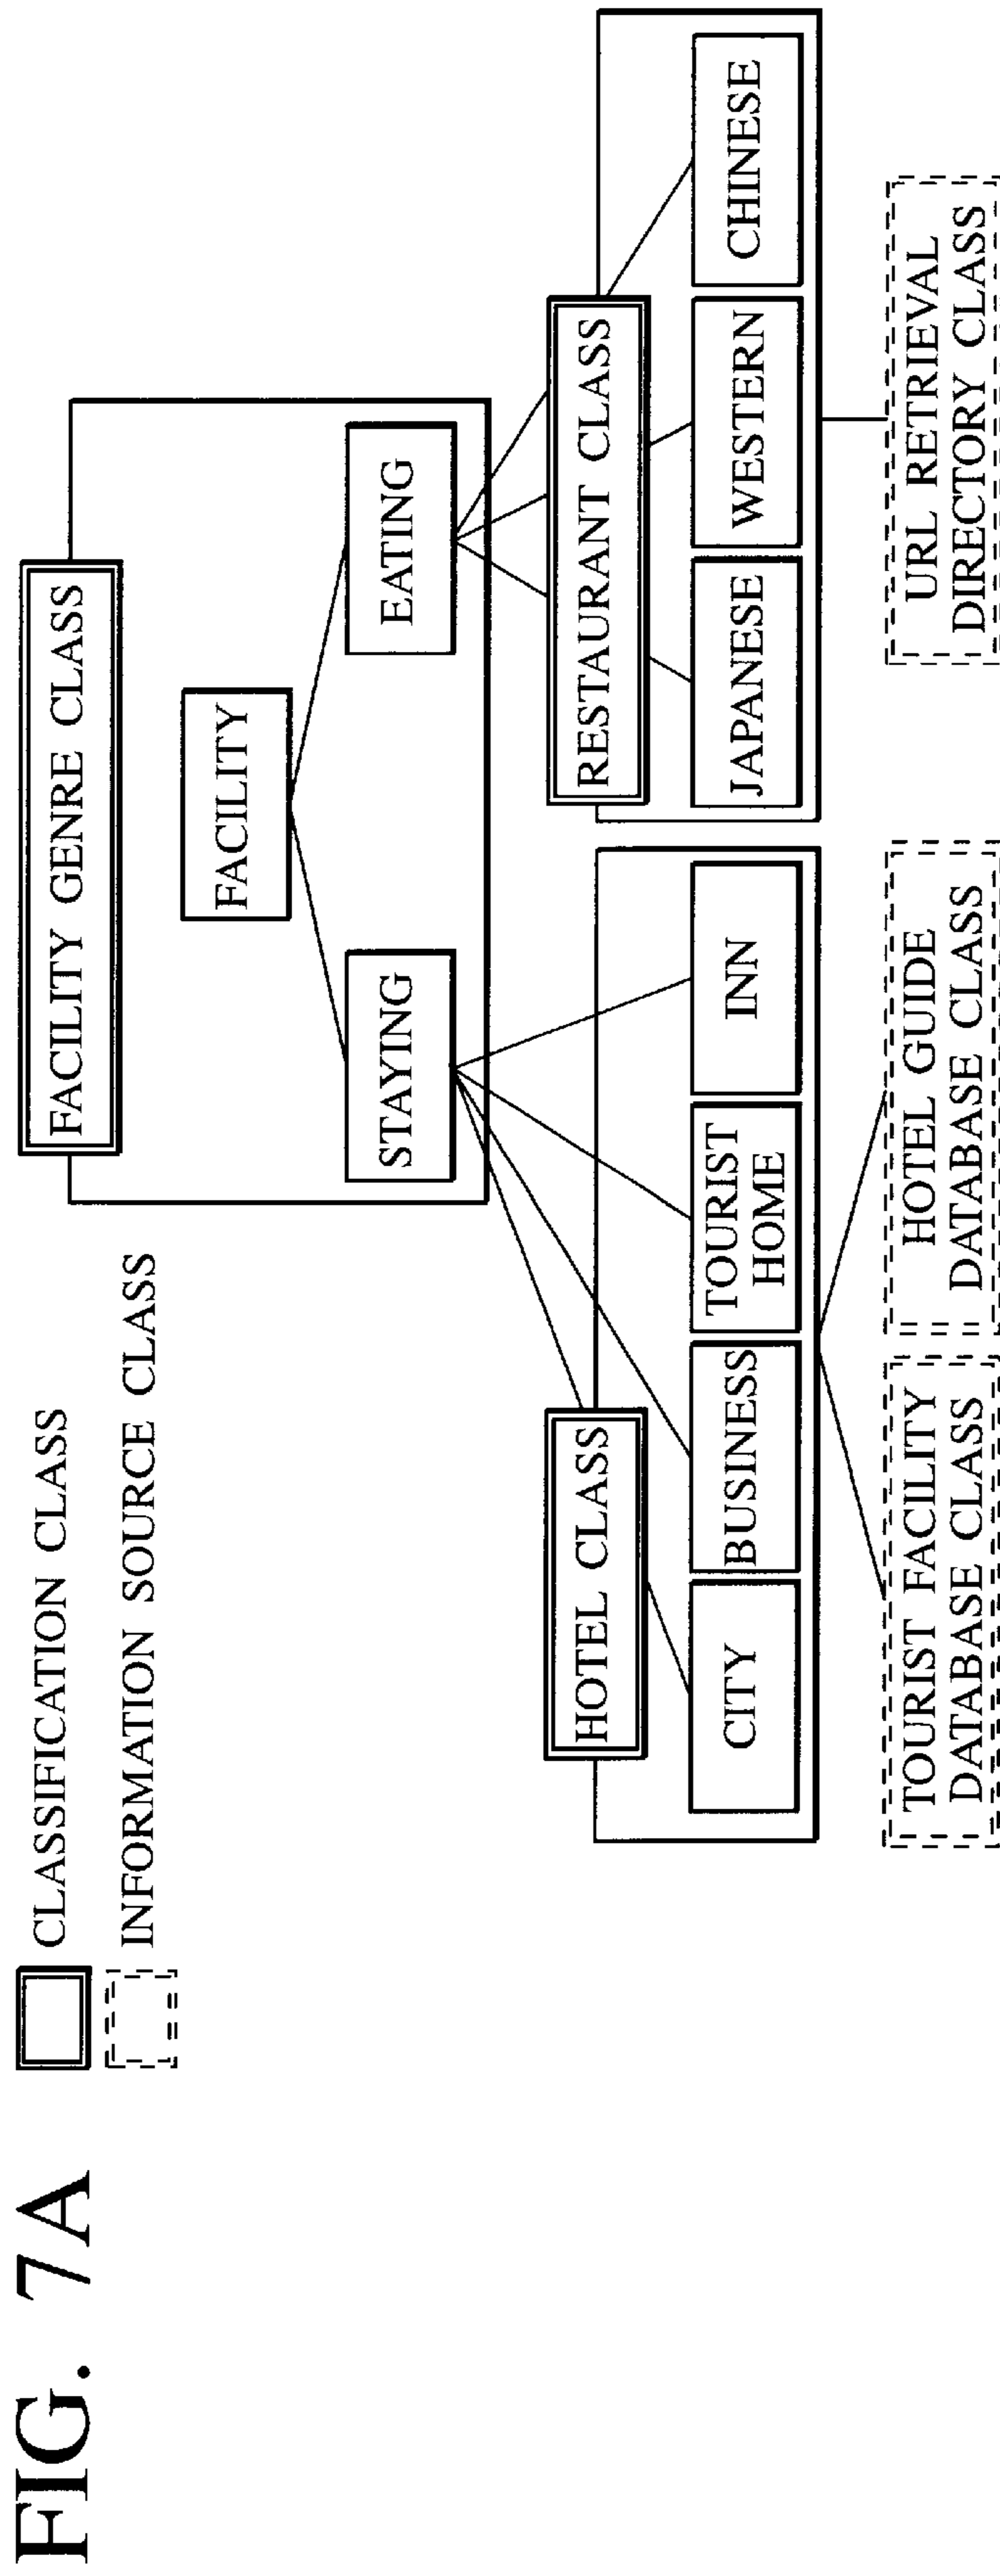 FIG. 7A
CLASSIFICATION CLASS
INFORMATION SOURCE CLASS
FACILITY GENRE CLASS
FACILITY
STAYING
EATING
HOTEL CLASS
CITY
BUSINESS
TOURIST
HOME
INN
RESTAURANT CLASS
JAPANESE
WESTERN
CHINESE
TOURIST FACILITY
DATABASE CLASS
HOTEL GUIDE
DATABASE CLASS
URL RETRIEVAL
DIRECTORY CLASS